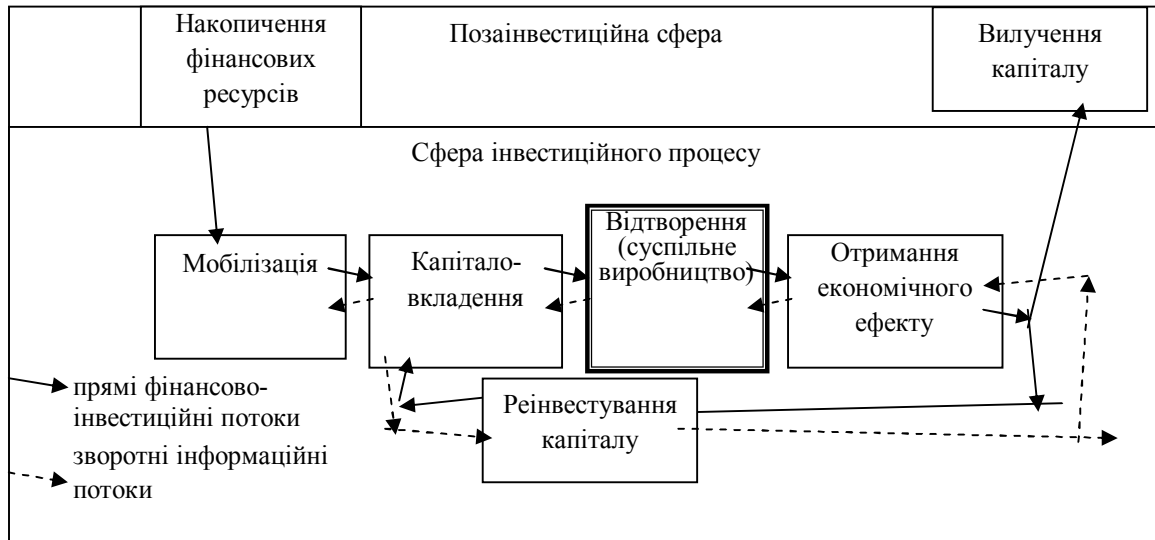 Накопичення
фінансових
ресурсів
Позаінвестиційна сфера
Вилучення
капіталу
Сфера інвестиційного процесу
Мобілізація
Капітало-
вкладення
Відтворення
(суспільне
виробництво)
Отримання
економічного
ефекту
Реінвестування
капіталу
прямі фінансово-
інвестиційні потоки
зворотні інформаційні
потоки